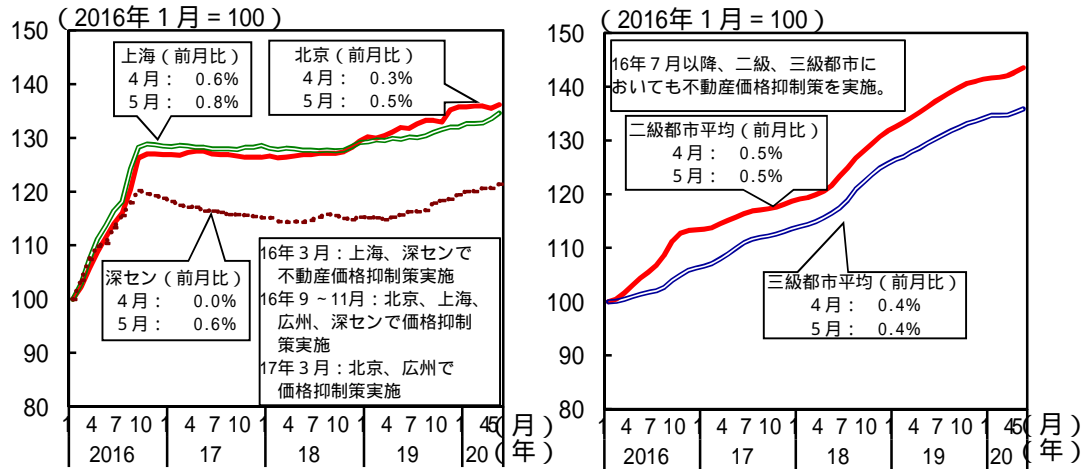 （2016年１月＝100）
150
140
130
120
110
100
90
80
上海（前月比）
４月： 0.6%
５月： 0.8%
北京（前月比）
４月： 0.3%
５月： 0.5%
深セン（前月比）
４月： 0.0%
５月： 0.6%
16年３月：上海、深センで
不動産価格抑制策実施
16年９～11月：北京、上海、
広州、深センで価格抑制
策実施
17年３月：北京、広州で
価格抑制策実施
1 4 7 10 1 4 7 10 1 4 7 10 1 4 7 10 1 4 5（月）
2016 17 18 19 20（年）
（2016年１月＝100）
150
140
130
120
110
100
90
80
16年７月以降、二級、三級都市に
おいても不動産価格抑制策を実施。
二級都市平均（前月比）
４月： 0.5%
５月： 0.5%
三級都市平均（前月比）
４月： 0.4%
５月： 0.4%
1 4 7 10 1 4 7 10 1 4 7 10 1 4 7 10 1 4 5（月）
2016 17 18 19 20（年）